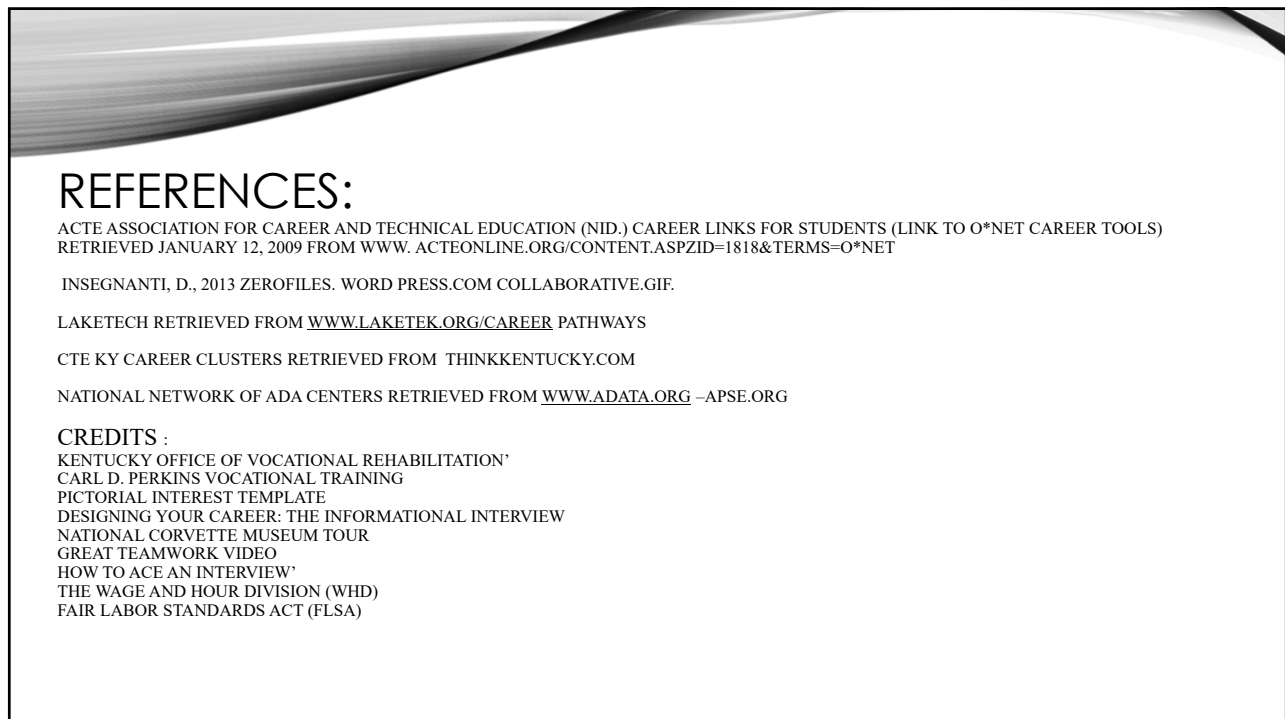 REFERENCES:
ACTE ASSOCIATION FOR CAREER AND TECHNICAL EDUCATION (NID.) CAREER LINKS FOR STUDENTS (LINK TO O*NET CAREER TOOLS)
RETRIEVED JANUARY 12, 2009 FROM WWW. ACTEONLINE.ORG/CONTENT.ASPZID=1818&TERMS=O*NET
INSEGNANTI, D., 2013 ZEROFILES. WORD PRESS.COM COLLABORATIVE.GIF.
LAKETECH RETRIEVED FROM WWW.LAKETEK.ORG/CAREER PATHWAYS
CTE KY CAREER CLUSTERS RETRIEVED FROM THINKKENTUCKY.COM
NATIONAL NETWORK OF ADA CENTERS RETRIEVED FROM WWW.ADATA.ORG –APSE.ORG
CREDITS :
KENTUCKY OFFICE OF VOCATIONAL REHABILITATION’
CARL D. PERKINS VOCATIONAL TRAINING
PICTORIAL INTEREST TEMPLATE
DESIGNING YOUR CAREER: THE INFORMATIONAL INTERVIEW
NATIONAL CORVETTE MUSEUM TOUR
GREAT TEAMWORK VIDEO
HOW TO ACE AN INTERVIEW’
THE WAGE AND HOUR DIVISION (WHD)
FAIR LABOR STANDARDS ACT (FLSA)